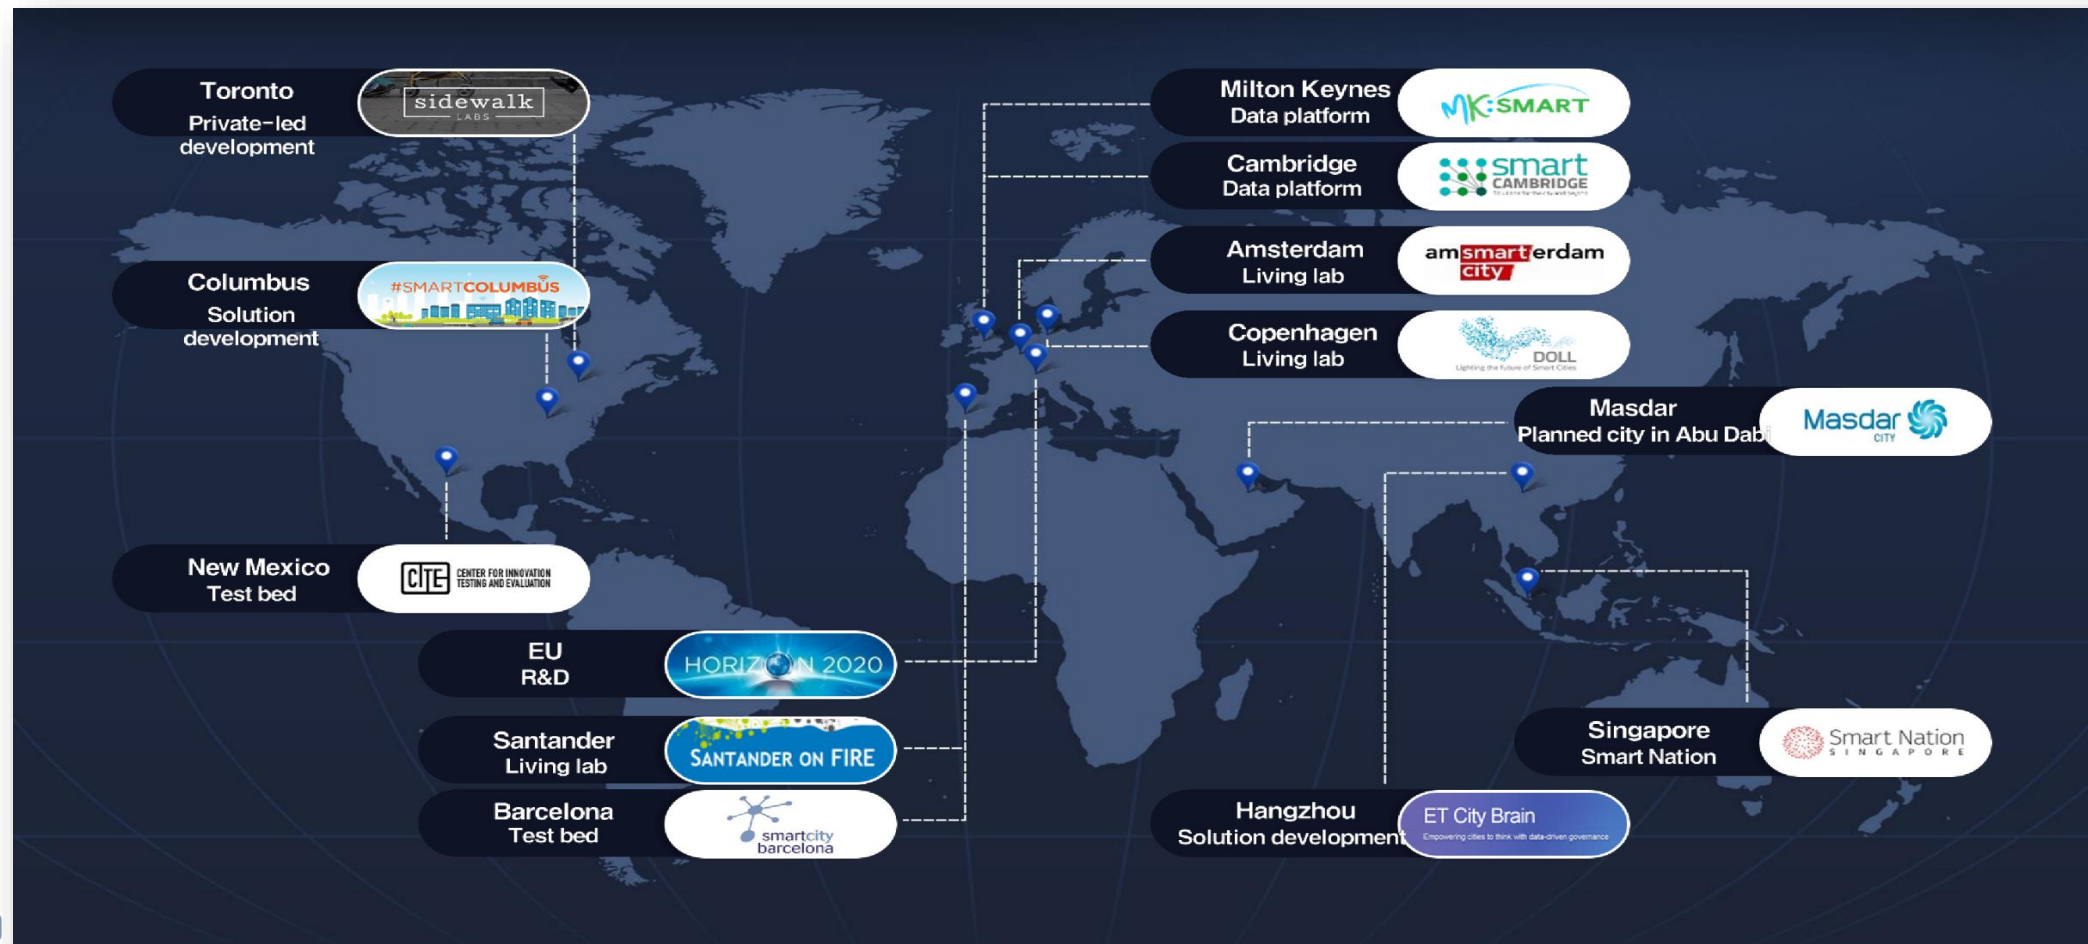 Toronto
Private-led
development
sidewalk
LABS
Columbus
Solution
development
#SMARTCOLUMBUS
New Mexico
Test bed
CITE
CENTER FOR INNOVATION
TESTING AND EVALUATION
EU
R&D
HORIZON 2020
Santander
Living lab
SANTANDER ON FIRE
Barcelona
Test bed
smartcity
barcelona
Milton Keynes
Data platform
MK:SMART
Cambridge
Data platform
smart
CAMBRIDGE
Amsterdam
Living lab
amsmarterdam
city
Copenhagen
Living lab
DOLL
Lighting the future of Smart Cities
Masdar
Planned city in Abu Dabi
Masdar
CITY
Singapore
Smart Nation
Smart Nation
SINGAPORE
Hangzhou
Solution development
ET City Brain
Empowering cities to think with data-driven governance